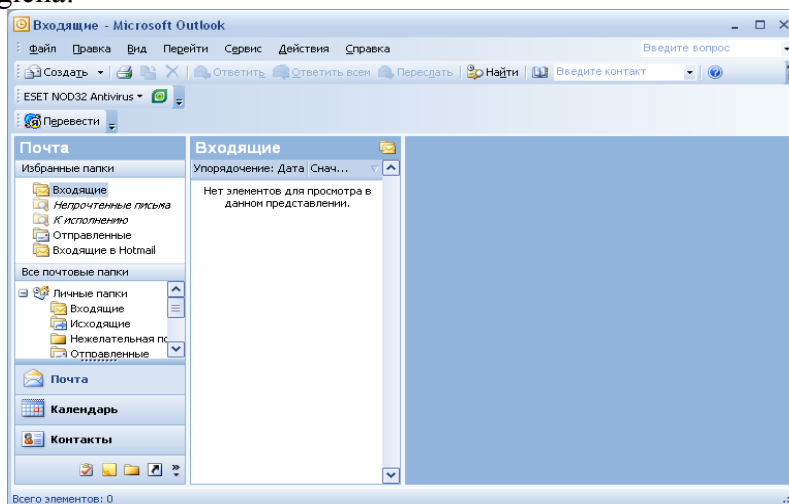 Входящие - Microsoft Outlook
Файл Правка Вид Перейти Сервис Действия Справка Введите вопрос
Создать Ответить Ответить всем Переслать Найти Введите контакт
ESET NOD32 Antivirus
Перевести
Почта
Избранные папки
Входящие
Непрочтенные письма
К исполнению
Отправленные
Входящие в Hotmail
Все почтовые папки
Личные папки
Входящие
Исходящие
Нежелательная по
Отправленные
Почта
Календарь
Контакты
Входящие
Упорядочение: Дата Снач...
Нет элементов для просмотра в
данном представлении.
Всего элементов: 0